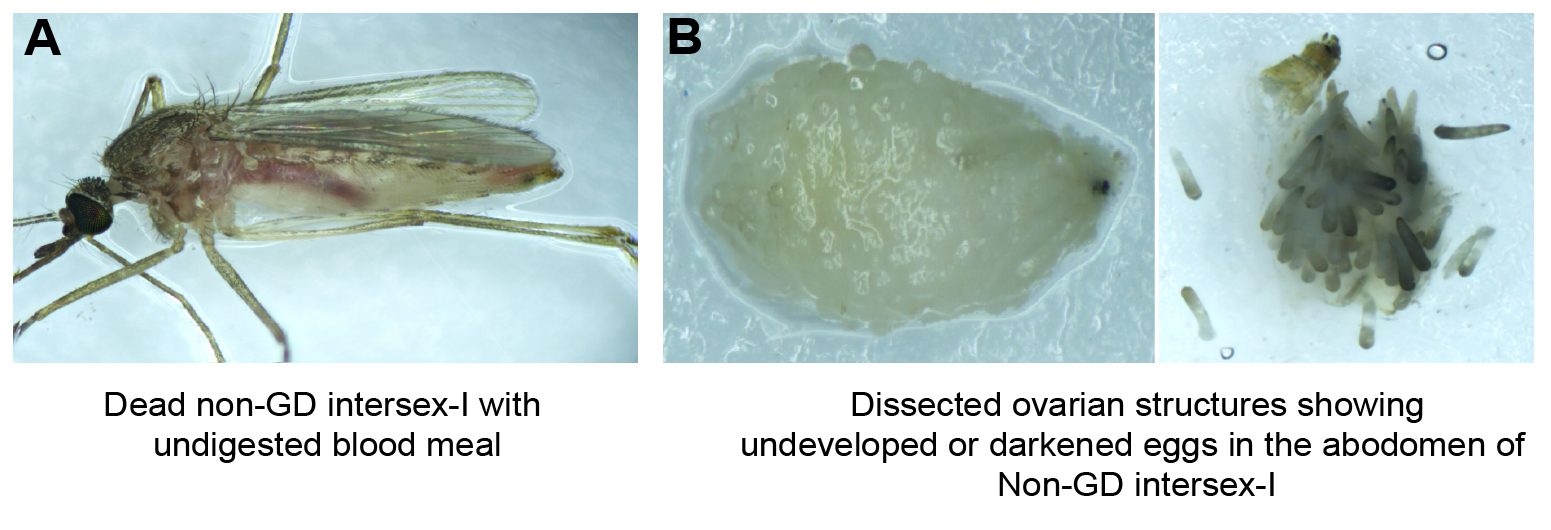 A
B
Dead non-GD intersex-I with
undigested blood meal
Dissected ovarian structures showing
undeveloped or darkened eggs in the abodomen of
Non-GD intersex-I